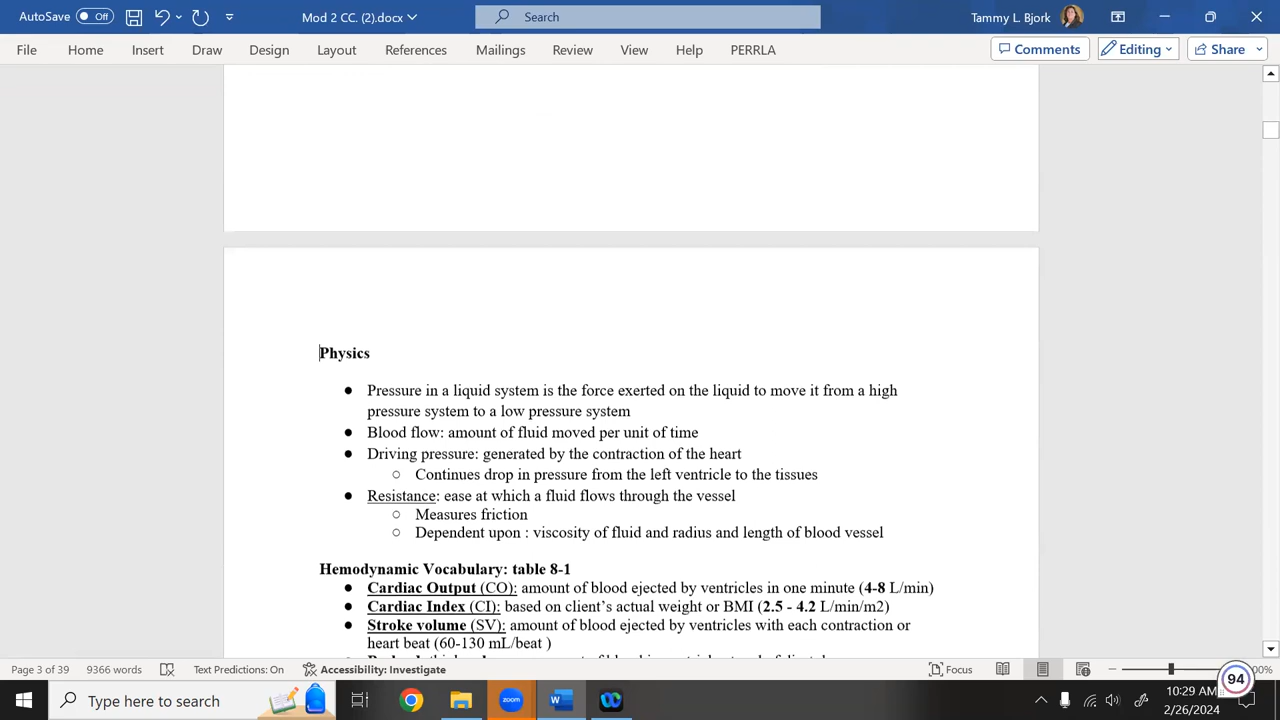 AutoSave Off Mod 2 CC. (2).docx Search Tammy L. Bjork
File Home Insert Draw Design Layout References Mailings Review View Help PERRLA Comments Editing Share
Physics
● Pressure in a liquid system is the force exerted on the liquid to move it from a high
pressure system to a low pressure system
● Blood flow: amount of fluid moved per unit of time
● Driving pressure: generated by the contraction of the heart
○ Continues drop in pressure from the left ventricle to the tissues
● Resistance: ease at which a fluid flows through the vessel
○ Measures friction
○ Dependent upon : viscosity of fluid and radius and length of blood vessel
Hemodynamic Vocabulary: table 8-1
● Cardiac Output (CO): amount of blood ejected by ventricles in one minute (4-8 L/min)
● Cardiac Index (CI): based on client's actual weight or BMI (2.5 - 4.2 L/min/m2)
● Stroke volume (SV): amount of blood ejected by ventricles with each contraction or
heart beat (60-130 mL/beat )
Page 3 of 39 9366 words Text Predictions: On Accessibility: Investigate Focus
94
Type here to search zoom 10:29 AM
2/26/2024